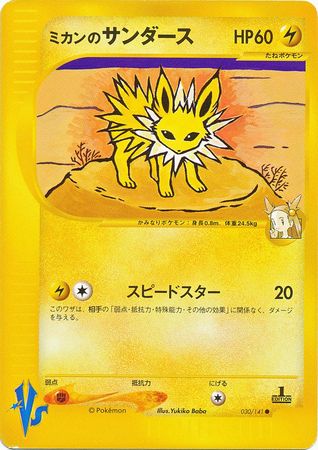 ミカンのサンダース HP60
たねポケモン
かみなりポケモン：身長0.8m、体重24.5kg
スピードスター 20
このワザは、相手の「弱点・抵抗力・特殊能力・その他の効果」に関係なく、ダメージ
を与える。
弱点 抵抗力 にげる
1
EDITION
VS
©Pokémon Illus.Yukiko Baba 030/141